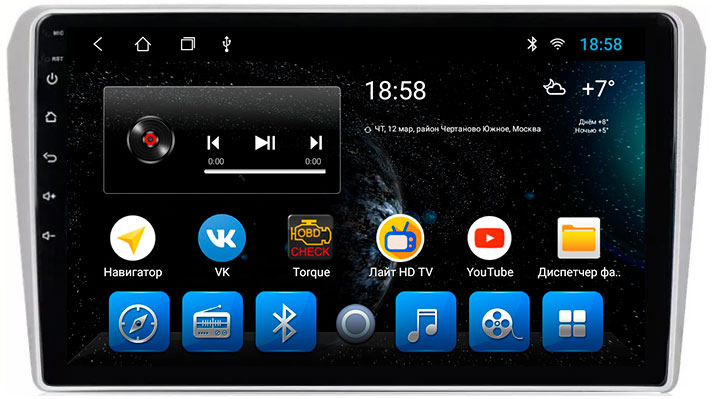 MIC
RST
18:58
18:58
+7°
ЧТ, 12 мар, район Чертаново Южное, Москва
Днём +8°
Ночью +5°
0:00
0:00
OBD
CHECK
Навигатор
VK
Torque
Лайт HD TV
YouTube
Диспетчер фа..